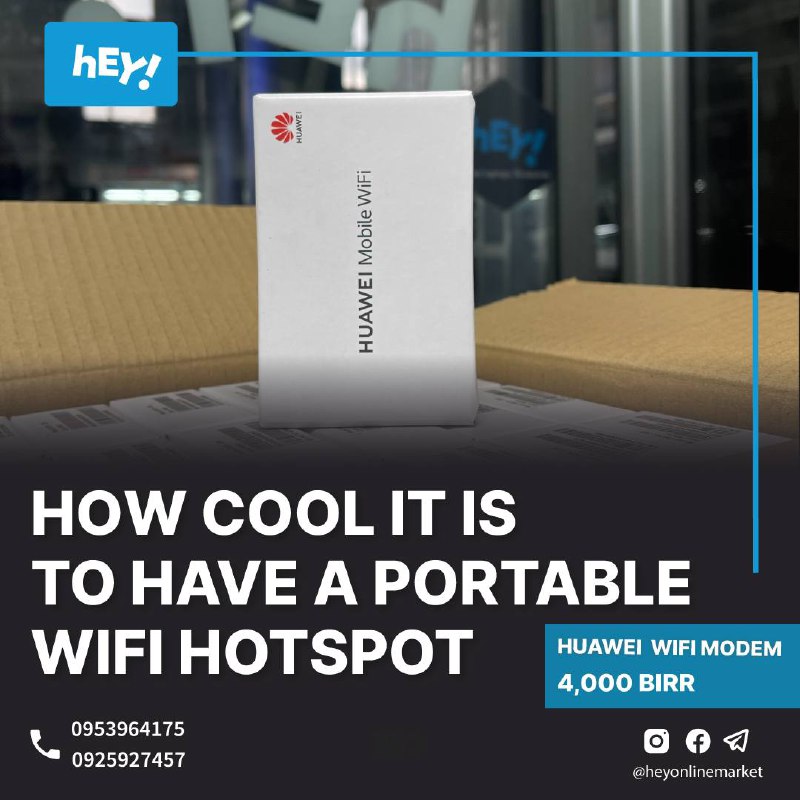 hEY!
HUAWEI
HUAWEI Mobile WiFi
hEY!
HOW COOL IT IS
TO HAVE A PORTABLE
WIFI HOTSPOT
HUAWEI WIFI MODEM
4,000 BIRR
0953964175
0925927457
@heyonlinemarket